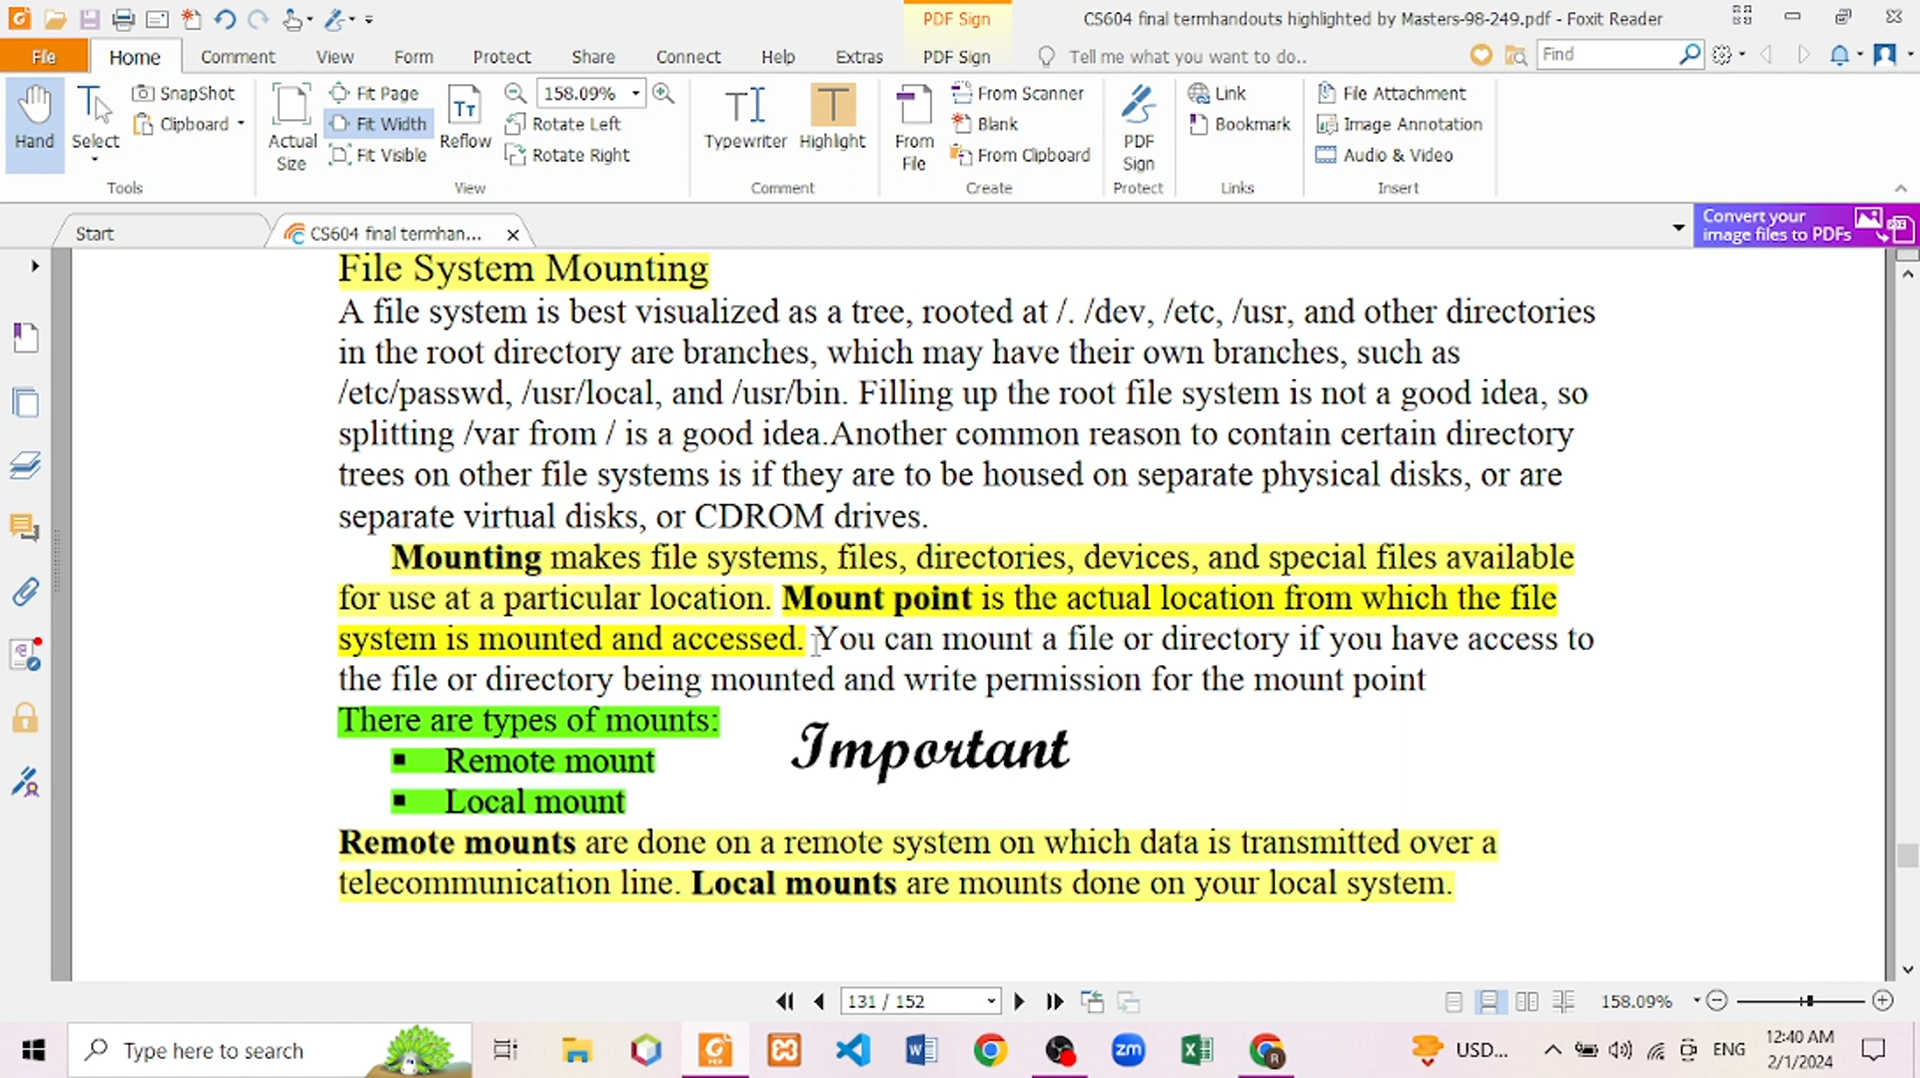 PDF Sign
CS604 final termhandouts highlighted by Masters-98-249.pdf - Foxit Reader
File Home Comment View Form Protect Share Connect Help Extras PDF Sign Tell me what you want to do.. Find
Hand
Select
SnapShot
Clipboard
Tools
Actual Size
Fit Page
Fit Width
Fit Visible
Reflow
158.09%
Rotate Left
Rotate Right
View
Typewriter
Highlight
Comment
From File
From Scanner
Blank
From Clipboard
Create
PDF Sign
Protect
Link
Bookmark
Links
File Attachment
Image Annotation
Audio & Video
Insert
Start
CS604 final termhan...
Convert your
image files to PDFs
File System Mounting
A file system is best visualized as a tree, rooted at /. /dev, /etc, /usr, and other directories
in the root directory are branches, which may have their own branches, such as
/etc/passwd, /usr/local, and /usr/bin. Filling up the root file system is not a good idea, so
splitting /var from / is a good idea.Another common reason to contain certain directory
trees on other file systems is if they are to be housed on separate physical disks, or are
separate virtual disks, or CDROM drives.
Mounting makes file systems, files, directories, devices, and special files available
for use at a particular location. Mount point is the actual location from which the file
system is mounted and accessed. You can mount a file or directory if you have access to
the file or directory being mounted and write permission for the mount point
There are types of mounts:
▪ Remote mount
▪ Local mount
Important
Remote mounts are done on a remote system on which data is transmitted over a
telecommunication line. Local mounts are mounts done on your local system.
131 / 152
158.09%
Type here to search
USD...
ENG
12:40 AM
2/1/2024